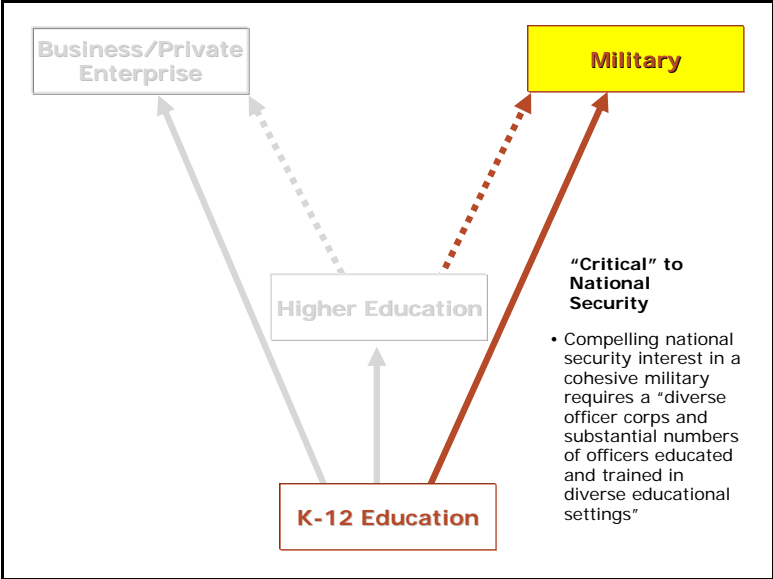 Business/Private
Enterprise
Military
Higher Education
“Critical” to
National
Security
• Compelling national
security interest in a
cohesive military
requires a “diverse
officer corps and
substantial numbers
of officers educated
and trained in
diverse educational
settings”
K-12 Education